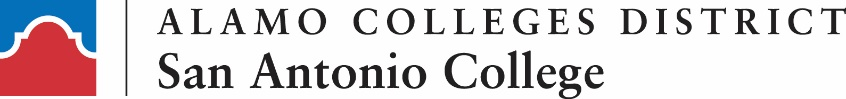 ALAMO COLLEGES DISTRICT
San Antonio College